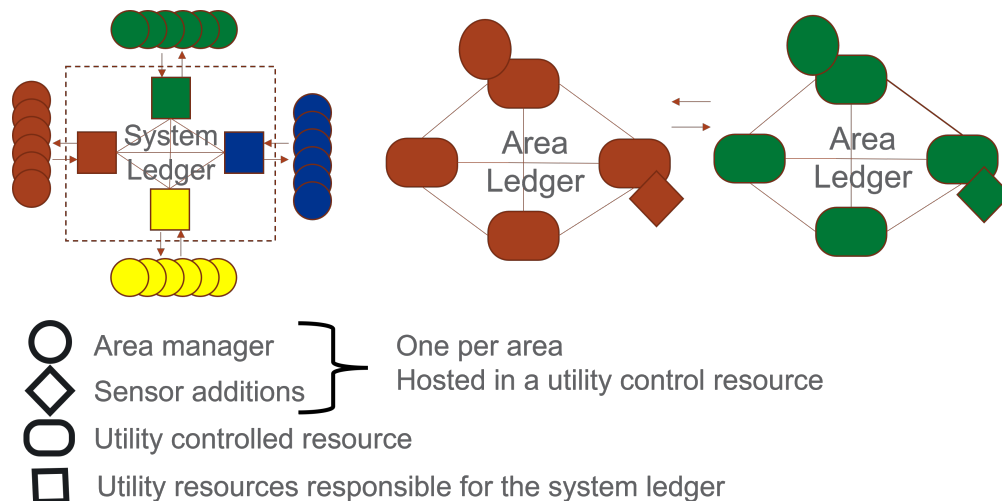 System
Ledger
Area
Ledger
Area
Ledger
Area manager
Sensor additions
One per area
Hosted in a utility control resource
Utility controlled resource
Utility resources responsible for the system ledger